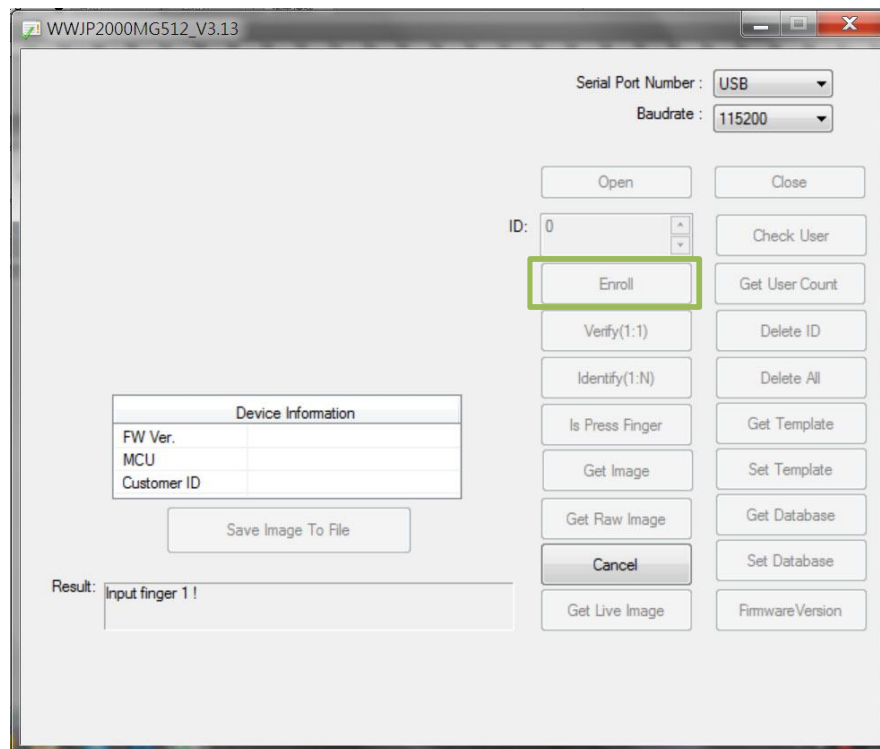 WWJP2000MG512_V3.13
Serial Port Number : USB
Baudrate : 115200
Open Close
ID: 0 Check User
Enroll Get User Count
Verify(1:1) Delete ID
Identify(1:N) Delete All
Device Information
FW Ver.
MCU
Customer ID
Is Press Finger Get Template
Get Image Set Template
Save Image To File
Get Raw Image Get Database
Cancel Set Database
Result: Input finger 1 !
Get Live Image FirmwareVersion